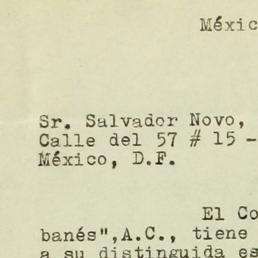 Méxic
Sr. Salvador Novo,
Calle del 57 # 15 -
México, D.F.
El Co
banés",A.C., tiene
a su distinguida es